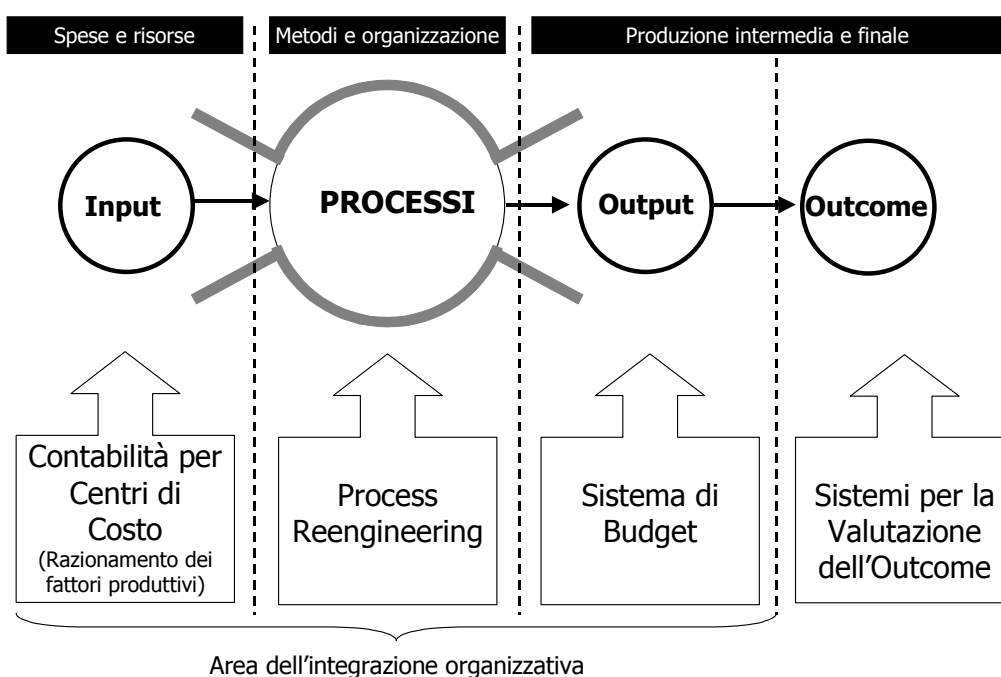 Spese e risorse
Metodi e organizzazione
Produzione intermedia e finale
Input
PROCESSI
Output
Outcome
Contabilità per
Centri di
Costo
(Razionamento dei
fattori produttivi)
Process
Reengineering
Sistema di
Budget
Sistemi per la
Valutazione
dell’Outcome
Area dell’integrazione organizzativa